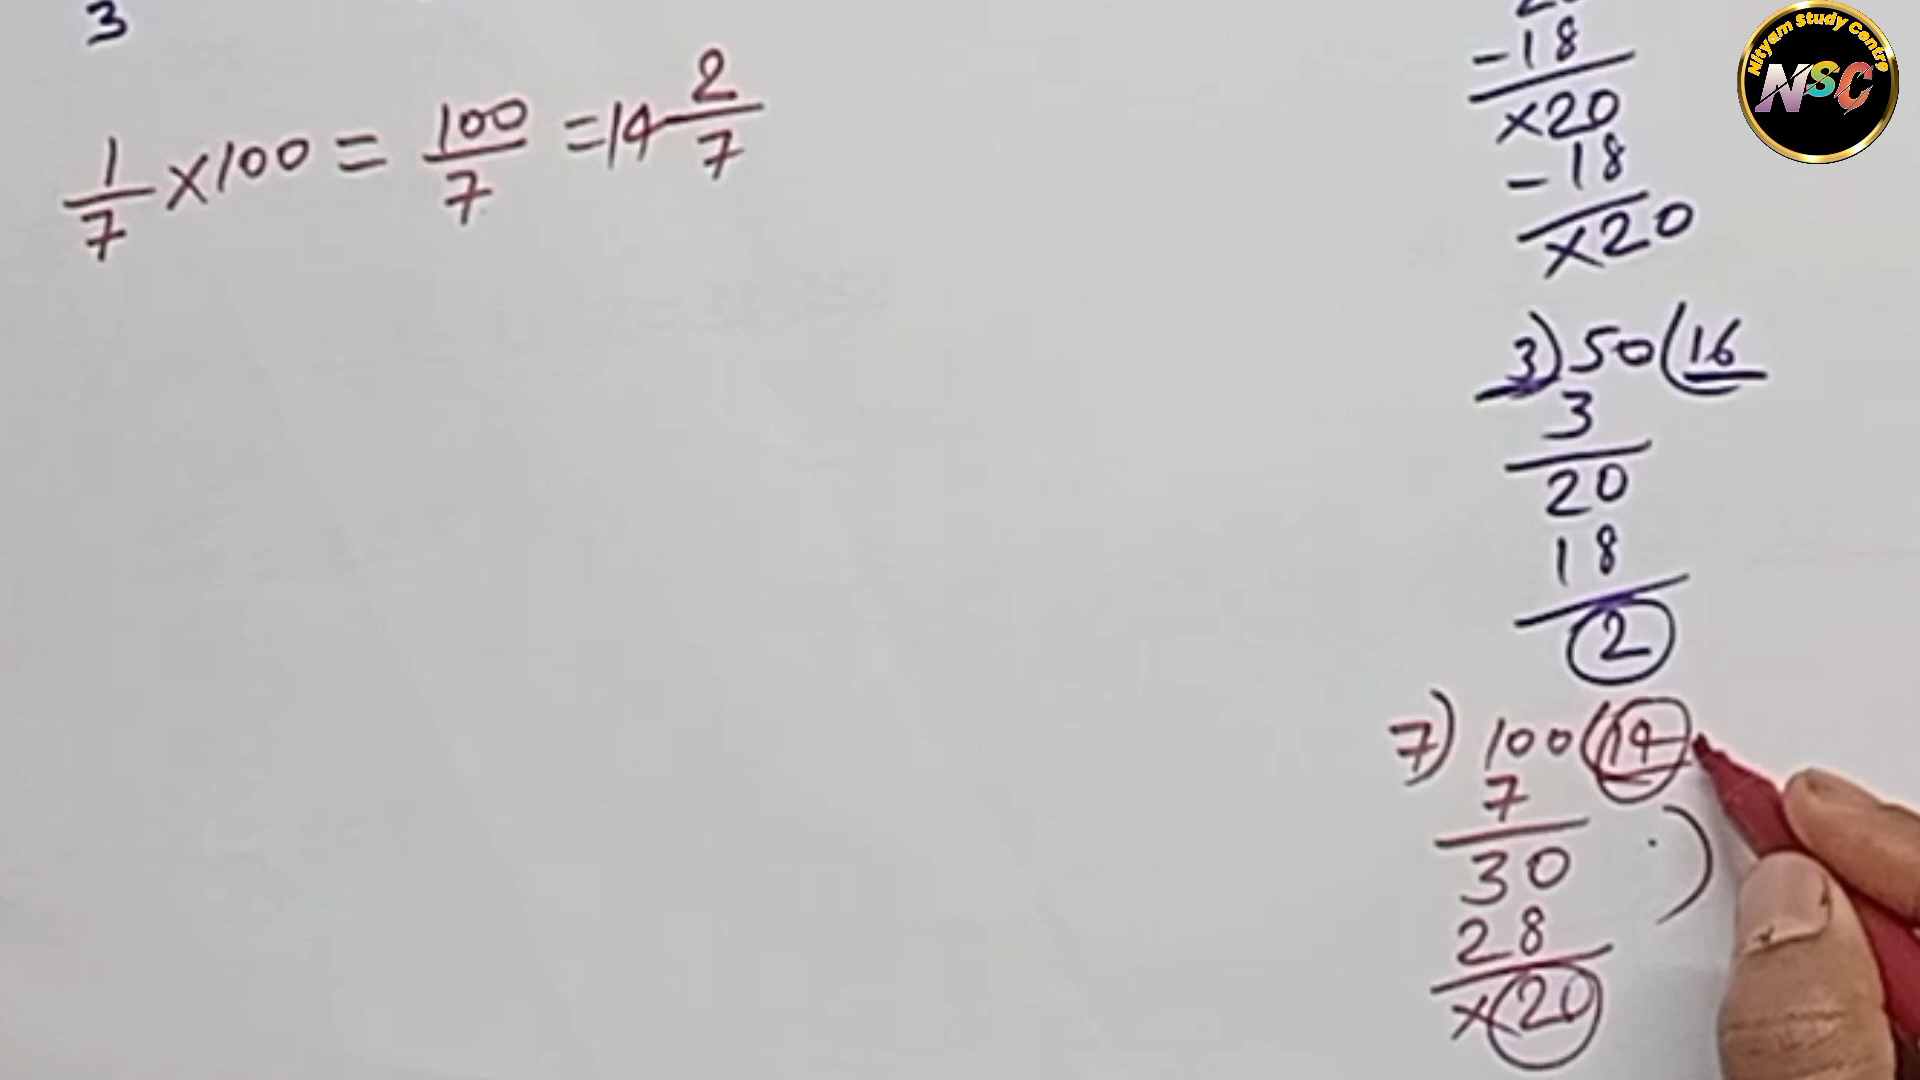 3
1/7 × 100 = 100/7 = 14 2/7
-18
×20
-18
×20
3) 50 (16
3
20
18
2
7) 100 (14
7
30
28
×20
Nityam Study Centre
NSC